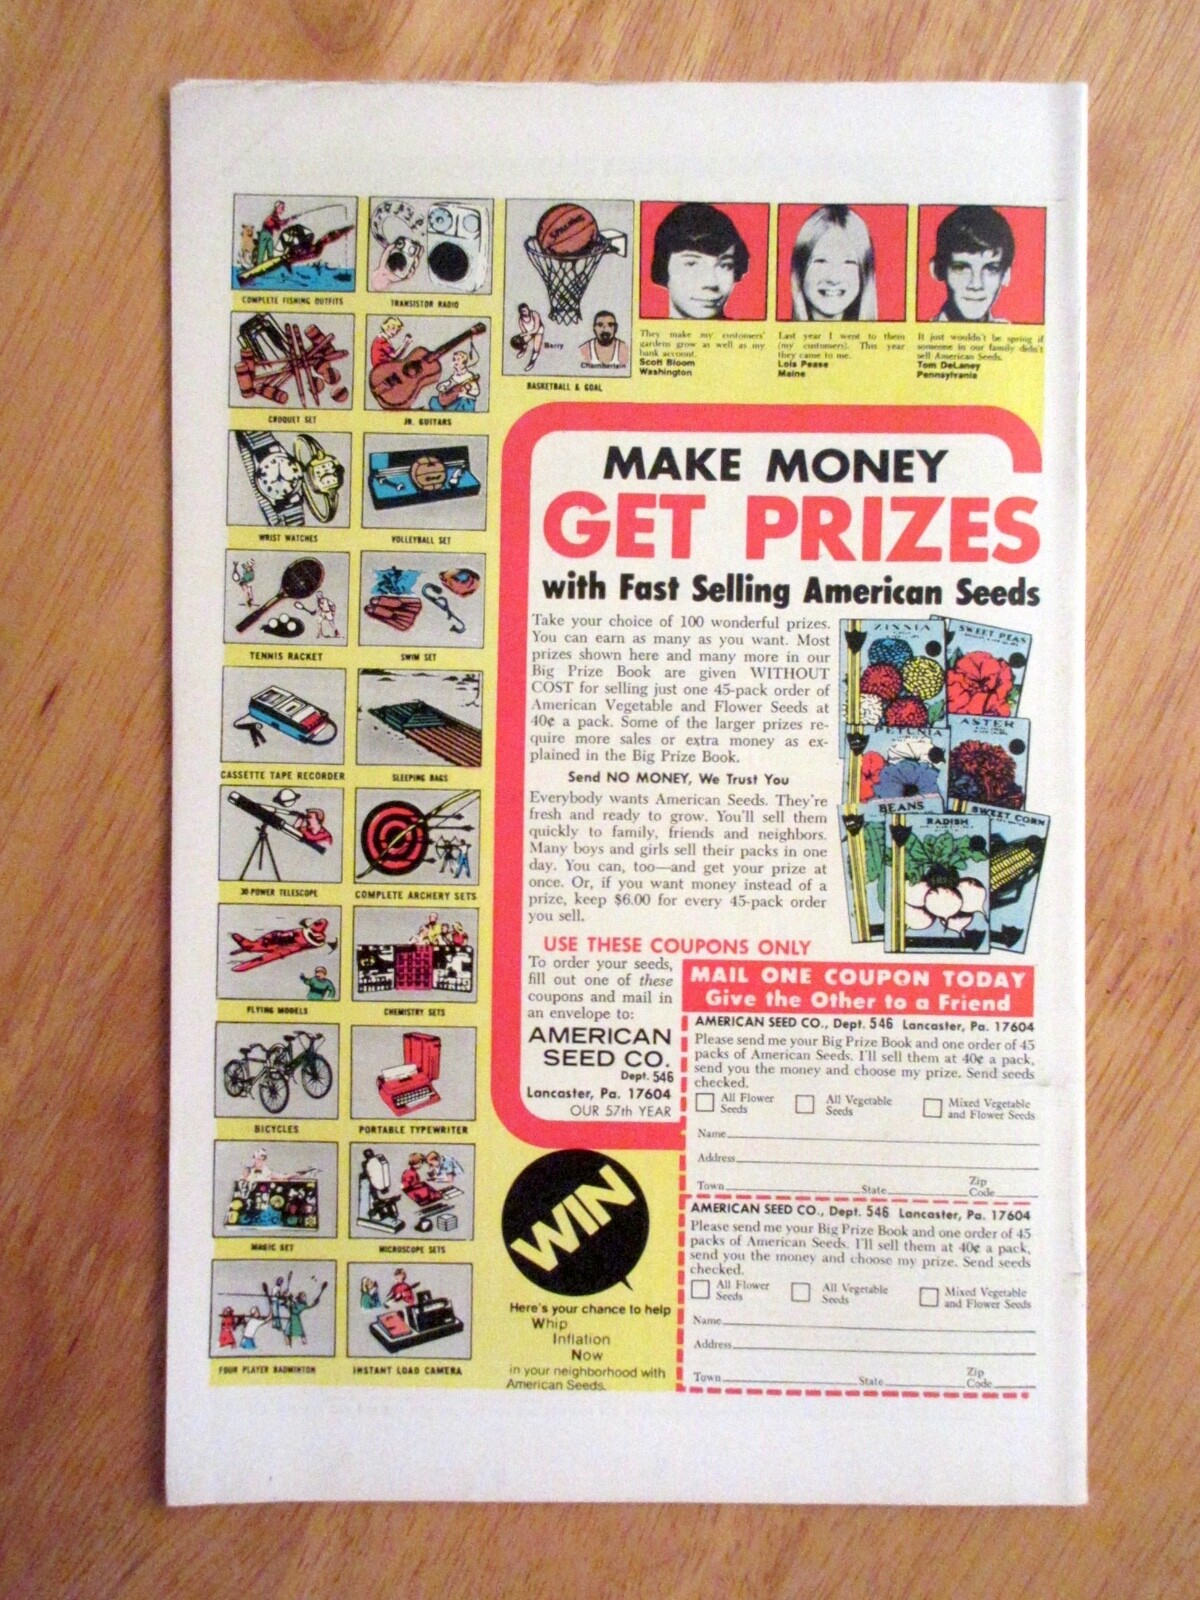 COMPLETE FISHING OUTFITS
TRANSISTOR RADIO
CROQUET SET
JR. GUITARS
WRIST WATCHES
VOLLEYBALL SET
TENNIS RACKET
SWIM SET
CASSETTE TAPE RECORDER
SLEEPING BAGS
30-POWER TELESCOPE
COMPLETE ARCHERY SETS
FLYING MODELS
CHEMISTRY SETS
BICYCLES
PORTABLE TYPEWRITER
MAGIC SET
MICROSCOPE SETS
FOUR PLAYER BADMINTON
INSTANT LOAD CAMERA
SPALDING
Barry
Chamberlain
BASKETBALL & GOAL
They make my customers'
gardens grow as well as my
bank account.
Scott Bloom
Washington
Last year I went to them
(my customers). This year
they came to me.
Lois Pease
Maine
It just wouldn't be spring if
someone in our family didn't
sell American Seeds.
Tom DeLaney
Pennsylvania
MAKE MONEY
GET PRIZES
with Fast Selling American Seeds
Take your choice of 100 wonderful prizes.
You can earn as many as you want. Most
prizes shown here and many more in our
Big Prize Book are given WITHOUT
COST for selling just one 45-pack order of
American Vegetable and Flower Seeds at
40¢ a pack. Some of the larger prizes re-
quire more sales or extra money as ex-
plained in the Big Prize Book.
Send NO MONEY, We Trust You
Everybody wants American Seeds. They're
fresh and ready to grow. You'll sell them
quickly to family, friends and neighbors.
Many boys and girls sell their packs in one
day. You can, too—and get your prize at
once. Or, if you want money instead of a
prize, keep $6.00 for every 45-pack order
you sell.
ZINNIA
SWEET PEAS
PETUNIA
ASTER
BEANS
RADISH
SWEET CORN
USE THESE COUPONS ONLY
To order your seeds,
fill out one of these
coupons and mail in
an envelope to:
AMERICAN
SEED CO.
Dept. 546
Lancaster, Pa. 17604
OUR 57th YEAR
MAIL ONE COUPON TODAY
Give the Other to a Friend
AMERICAN SEED CO., Dept. 546 Lancaster, Pa. 17604
Please send me your Big Prize Book and one order of 45
packs of American Seeds. I'll sell them at 40¢ a pack,
send you the money and choose my prize. Send seeds
checked.
All Flower Seeds
All Vegetable Seeds
Mixed Vegetable and Flower Seeds
Name
Address
Town State Zip Code
AMERICAN SEED CO., Dept. 546 Lancaster, Pa. 17604
Please send me your Big Prize Book and one order of 45
packs of American Seeds. I'll sell them at 40¢ a pack,
send you the money and choose my prize. Send seeds
checked.
All Flower Seeds
All Vegetable Seeds
Mixed Vegetable and Flower Seeds
Name
Address
Town State Zip Code
WIN
Here's your chance to help
Whip
Inflation
Now
in your neighborhood with
American Seeds.